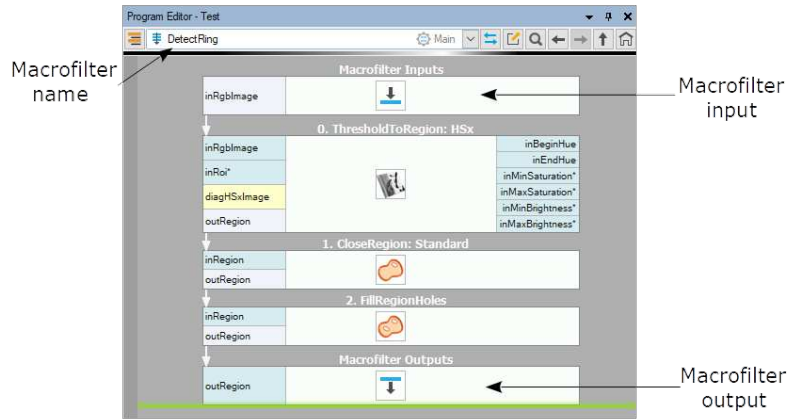 Program Editor - Test
DetectRing
Main
Macrofilter
name
Macrofilter Inputs
inRgbImage
Macrofilter
input
0. ThresholdToRegion: HSx
inRgbImage
inRoi*
diagHSxImage
outRegion
inBeginHue
inEndHue
inMinSaturation*
inMaxSaturation*
inMinBrightness*
inMaxBrightness*
1. CloseRegion: Standard
inRegion
outRegion
2. FillRegionHoles
inRegion
outRegion
Macrofilter Outputs
outRegion
Macrofilter
output